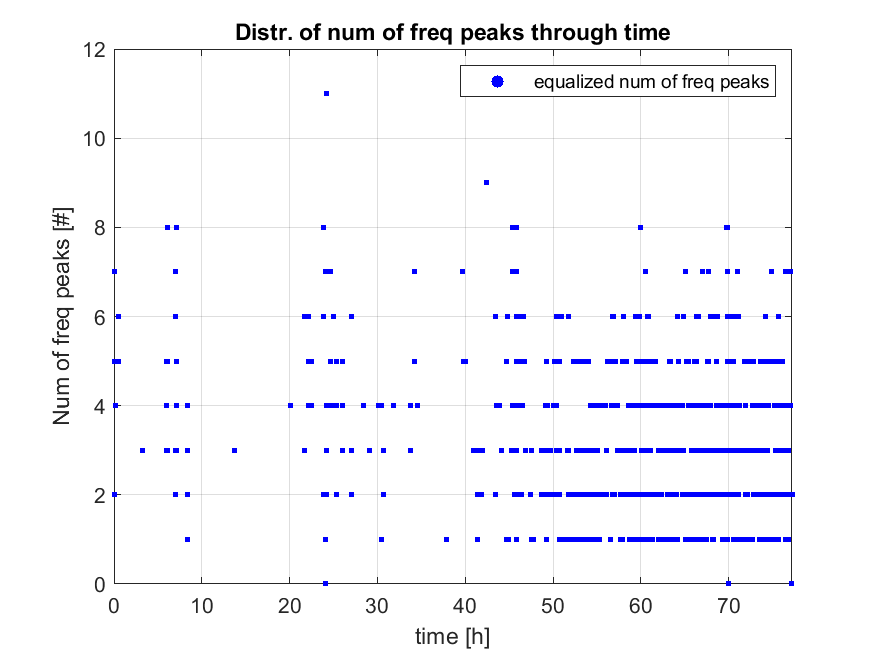 Distr. of num of freq peaks through time
equalized num of freq peaks
Num of freq peaks [#]
12
10
8
6
4
2
0
0 10 20 30 40 50 60 70
time [h]